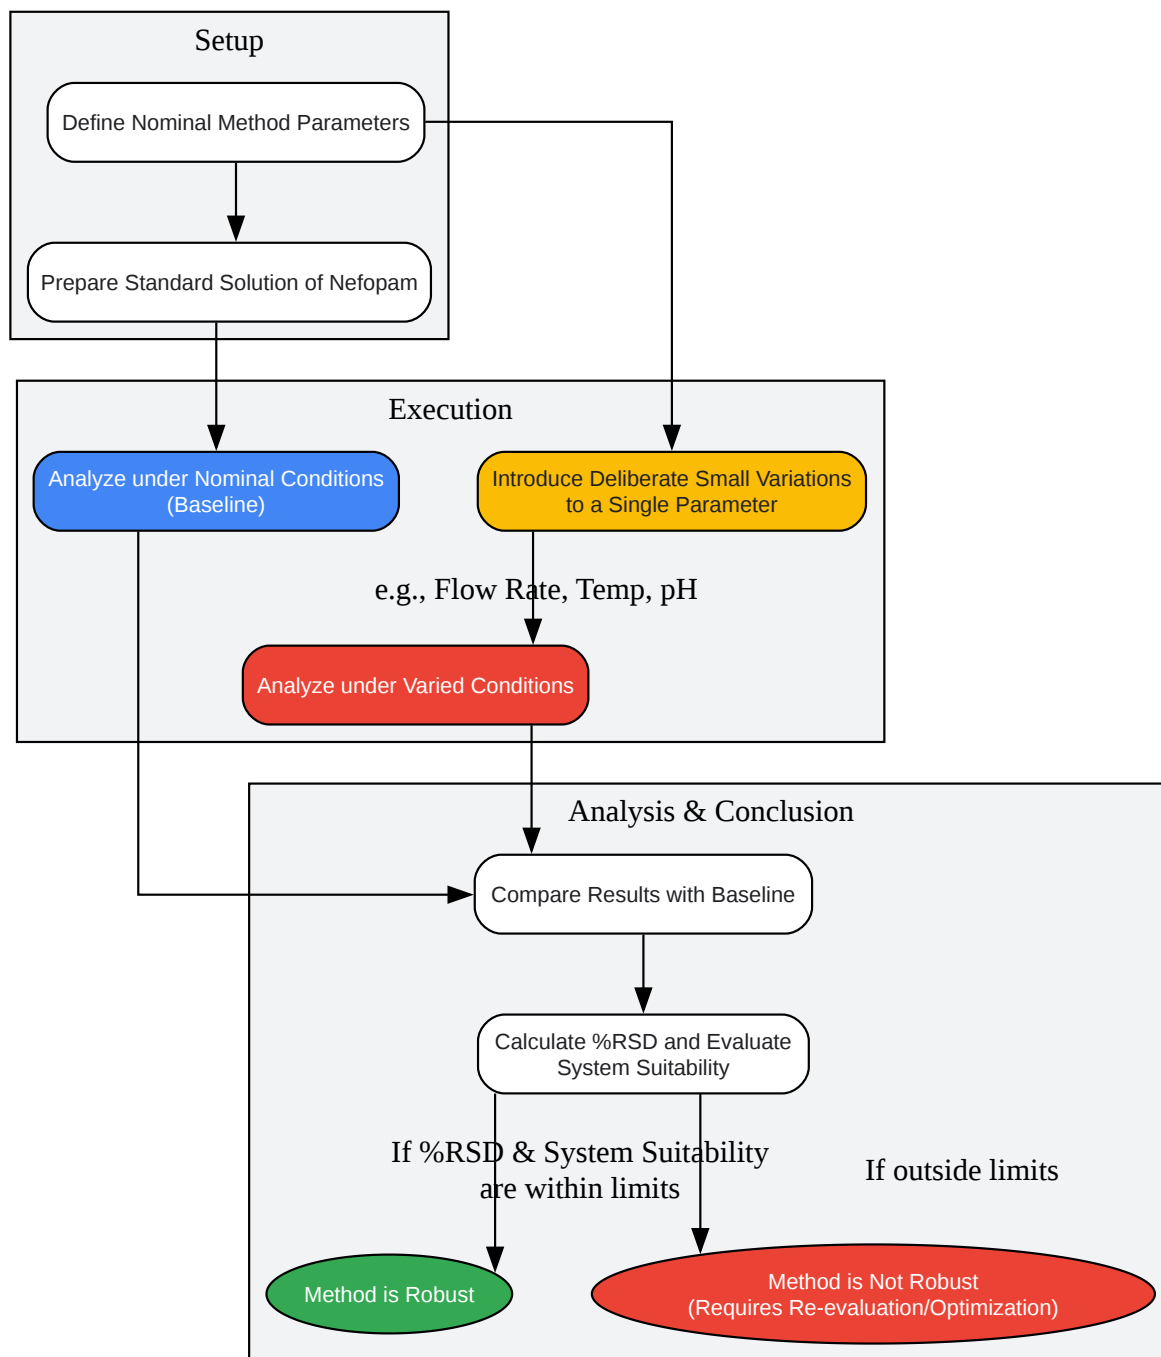 Setup
Define Nominal Method Parameters
Prepare Standard Solution of Nefopam
Execution
Analyze under Nominal Conditions
(Baseline)
Introduce Deliberate Small Variations
to a Single Parameter
e.g., Flow Rate, Temp, pH
Analyze under Varied Conditions
Analysis & Conclusion
Compare Results with Baseline
Calculate %RSD and Evaluate
System Suitability
If %RSD & System Suitability
are within limits
If outside limits
Method is Robust
Method is Not Robust
(Requires Re-evaluation/Optimization)